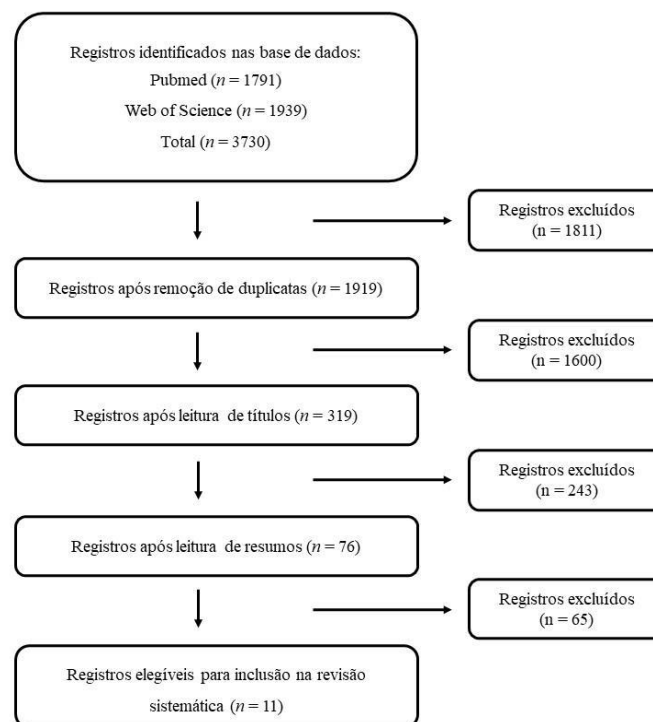 Registros identificados nas base de dados:
Pubmed (n = 1791)
Web of Science (n = 1939)
Total (n = 3730)
Registros excluídos
(n = 1811)
Registros após remoção de duplicatas (n = 1919)
Registros excluídos
(n = 1600)
Registros após leitura de títulos (n = 319)
Registros excluídos
(n = 243)
Registros após leitura de resumos (n = 76)
Registros excluídos
(n = 65)
Registros elegíveis para inclusão na revisão
sistemática (n = 11)